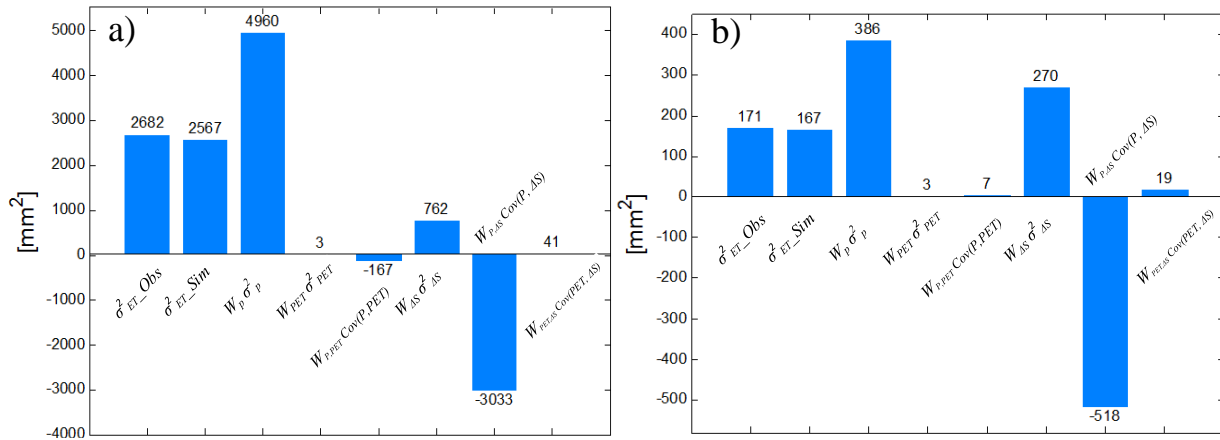 a)
[mm²]
5000
4000
3000
2000
1000
0
-1000
-2000
-3000
-4000
2682
2567
4960
3
-167
762
-3033
41
σ²ET_Obs
σ²ET_Sim
Wp σ²p
WPET σ²PET
WP,PET Cov(P,PET)
WΔS σ²ΔS
WP,ΔS Cov(P, ΔS)
WPET,ΔS Cov(PET, ΔS)
b)
[mm²]
400
300
200
100
0
-100
-200
-300
-400
-500
171
167
386
3
7
270
-518
19
σ²ET_Obs
σ²ET_Sim
Wp σ²p
WPET σ²PET
WP,PET Cov(P,PET)
WΔS σ²ΔS
WP,ΔS Cov(P, ΔS)
WPET,ΔS Cov(PET, ΔS)